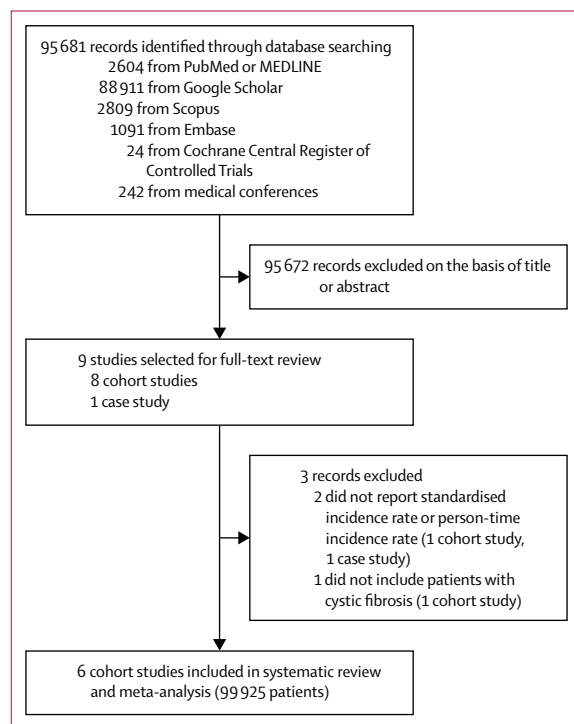 95 681 records identified through database searching
2604 from PubMed or MEDLINE
88 911 from Google Scholar
2809 from Scopus
1091 from Embase
24 from Cochrane Central Register of
Controlled Trials
242 from medical conferences
95 672 records excluded on the basis of title
or abstract
9 studies selected for full-text review
8 cohort studies
1 case study
3 records excluded
2 did not report standardised
incidence rate or person-time
incidence rate (1 cohort study,
1 case study)
1 did not include patients with
cystic fibrosis (1 cohort study)
6 cohort studies included in systematic review
and meta-analysis (99 925 patients)